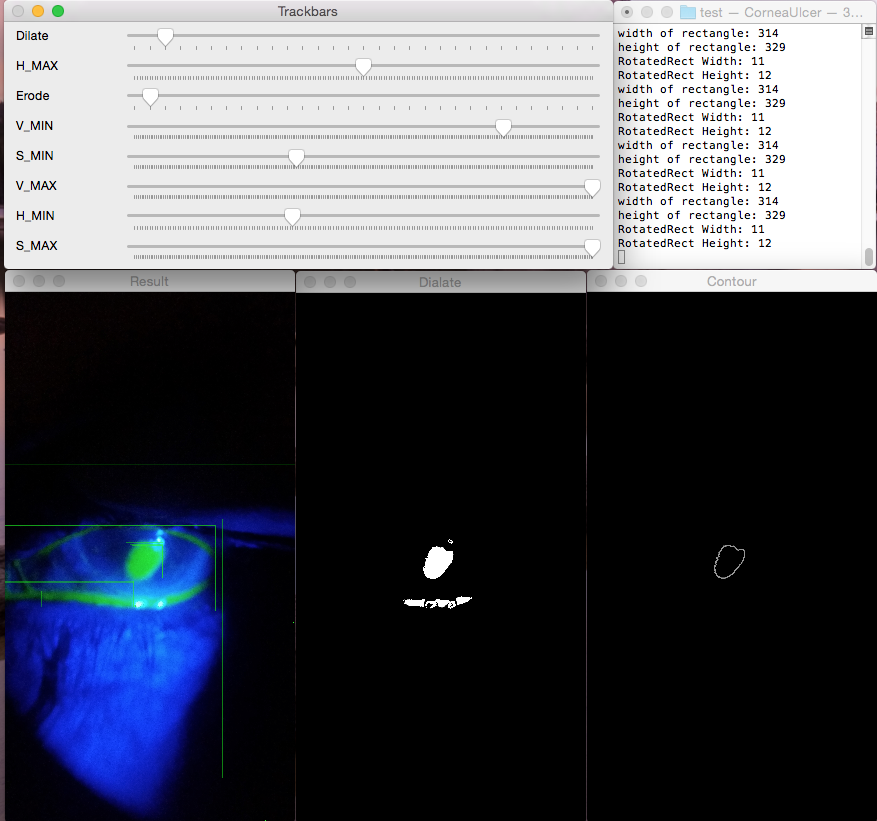 Trackbars
Dilate
H_MAX
Erode
V_MIN
S_MIN
V_MAX
H_MIN
S_MAX
test — CorneaUlcer — 3...
width of rectangle: 314
height of rectangle: 329
RotatedRect Width: 11
RotatedRect Height: 12
width of rectangle: 314
height of rectangle: 329
RotatedRect Width: 11
RotatedRect Height: 12
width of rectangle: 314
height of rectangle: 329
RotatedRect Width: 11
RotatedRect Height: 12
width of rectangle: 314
height of rectangle: 329
RotatedRect Width: 11
RotatedRect Height: 12
Result
Dialate
Contour